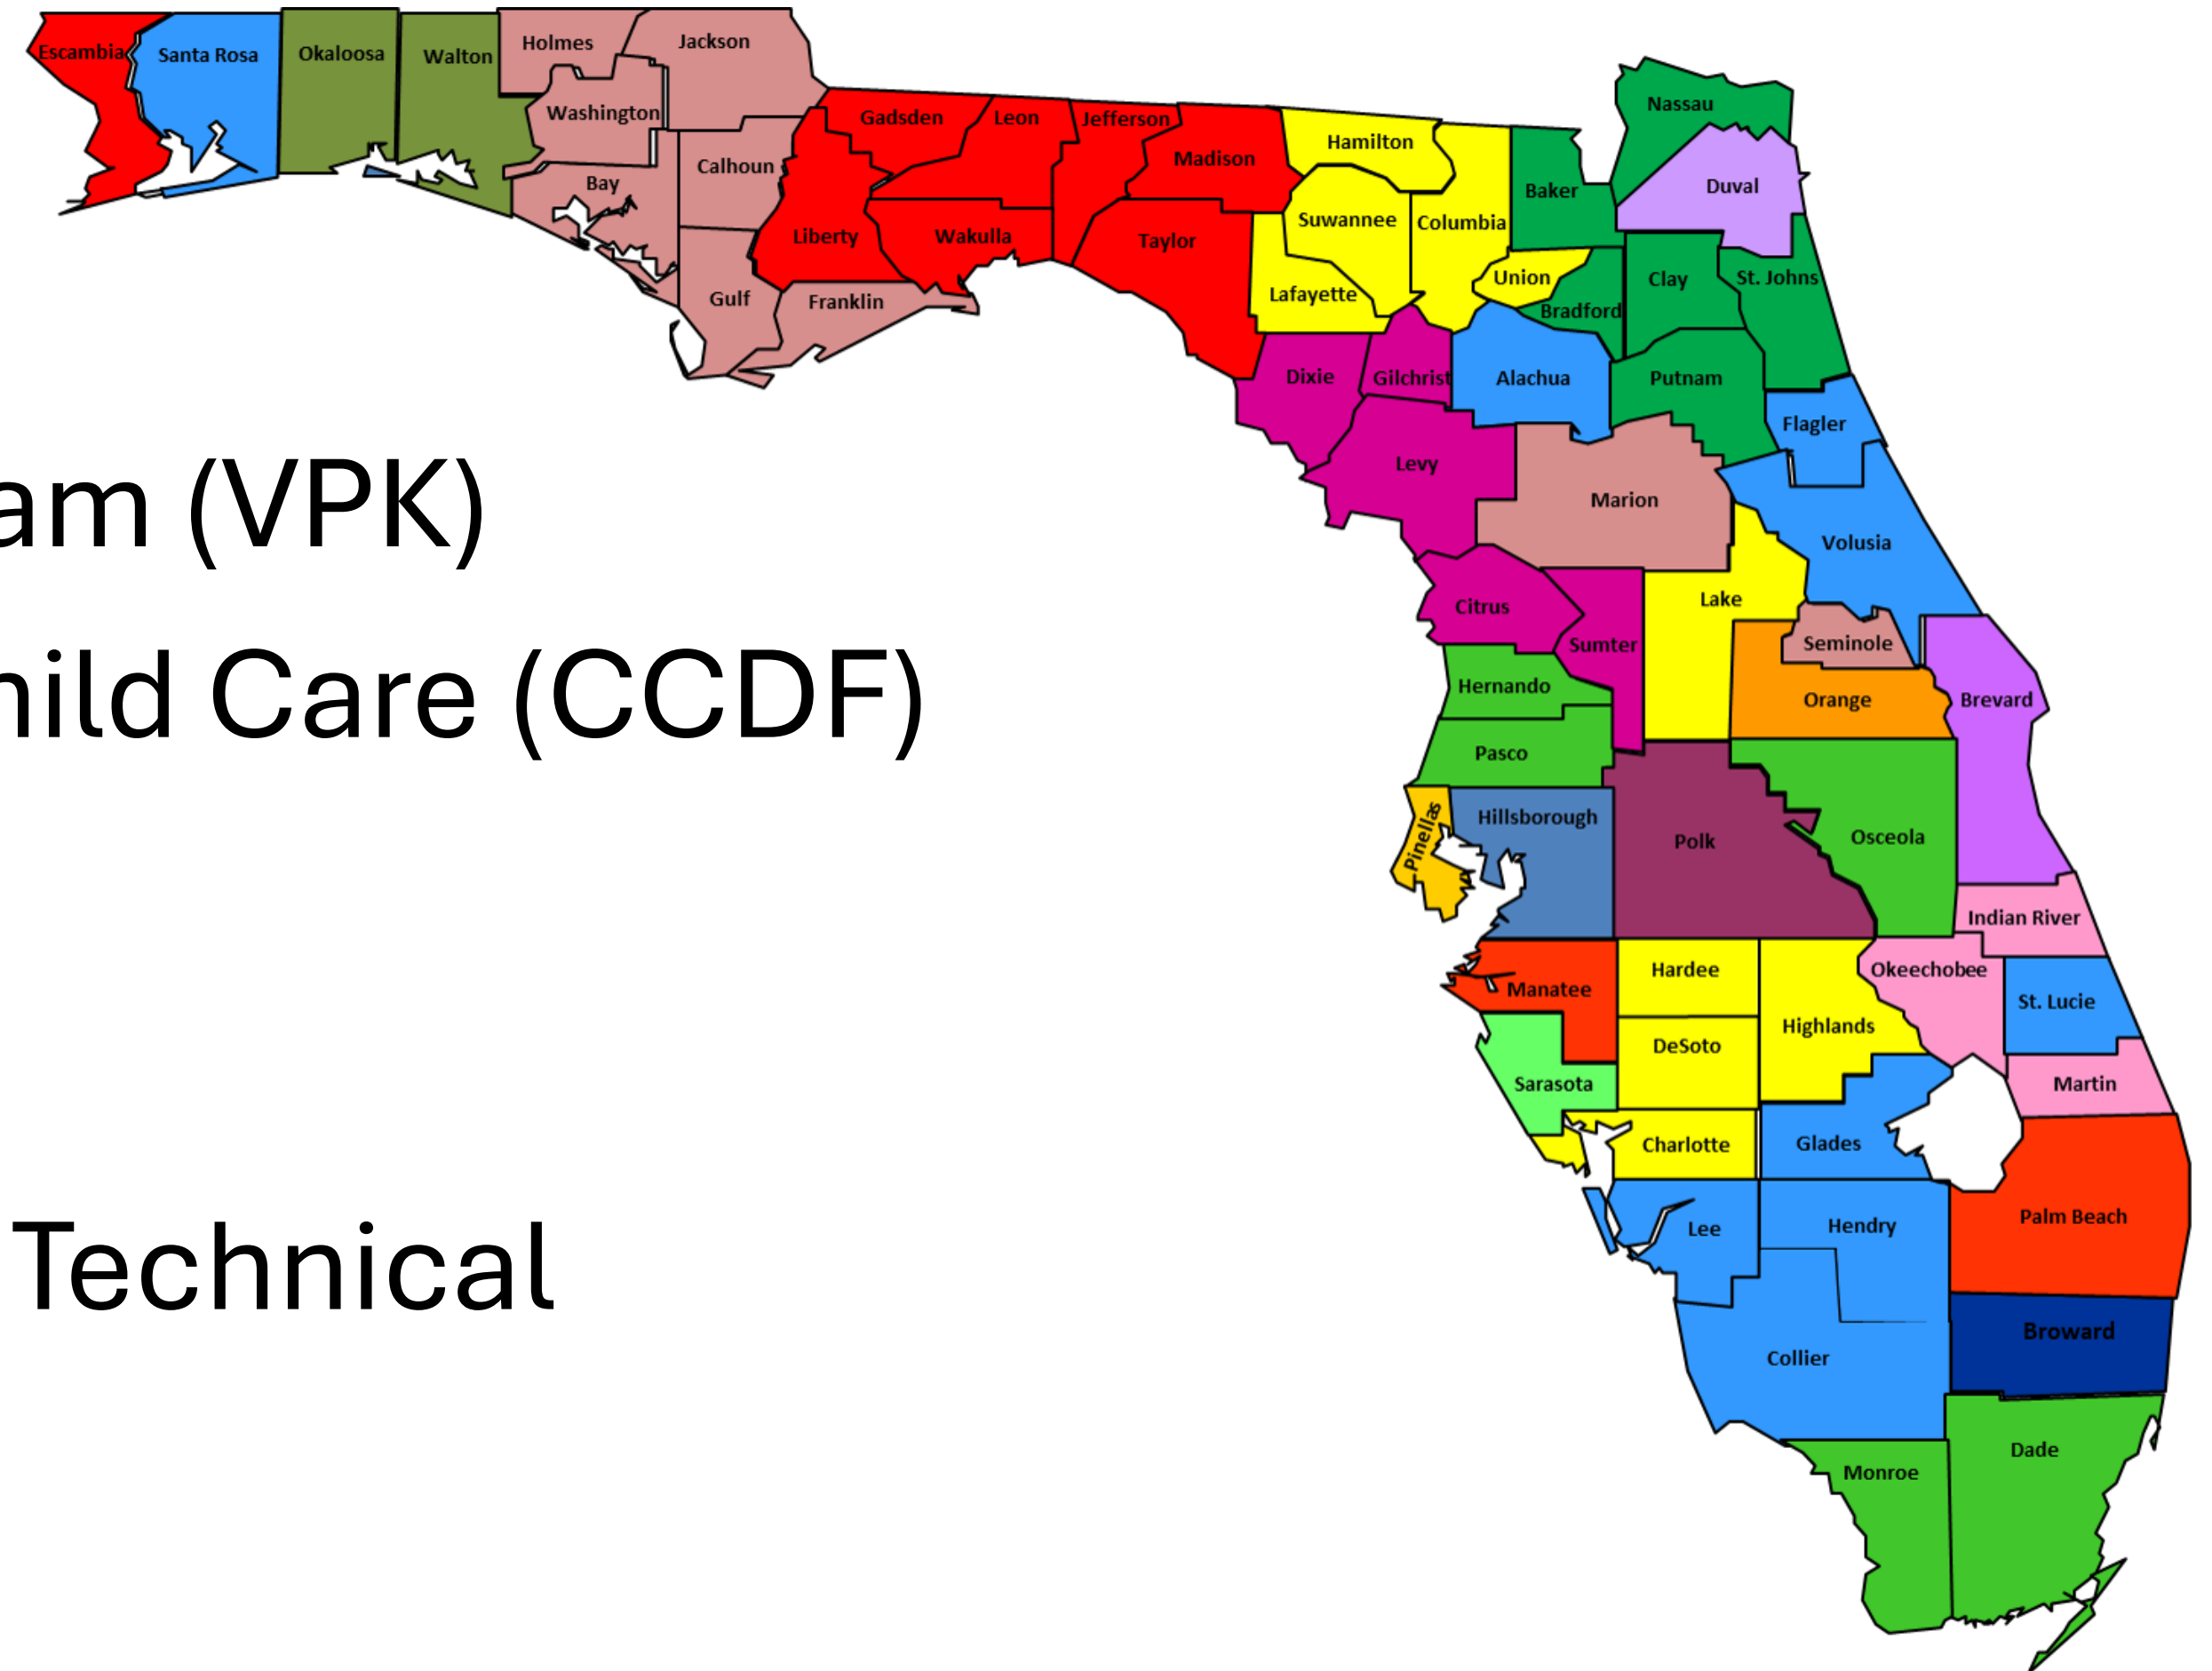 Escambia
Santa Rosa
Okaloosa
Walton
Holmes
Jackson
Washington
Bay
Calhoun
Gulf
Franklin
Gadsden
Leon
Jefferson
Madison
Liberty
Wakulla
Taylor
Hamilton
Suwannee
Columbia
Lafayette
Union
Baker
Nassau
Duval
Bradford
Clay
St. Johns
Dixie
Gilchrist
Alachua
Putnam
Flagler
Levy
Marion
Volusia
am (VPK)
Citrus
Sumter
Lake
Seminole
Orange
Brevard
hild Care (CCDF)
Hernando
Pasco
Pinellas
Hillsborough
Polk
Osceola
Indian River
Manatee
Hardee
Highlands
Okeechobee
St. Lucie
DeSoto
Sarasota
Martin
Charlotte
Glades
Technical
Lee
Hendry
Palm Beach
Collier
Broward
Monroe
Dade